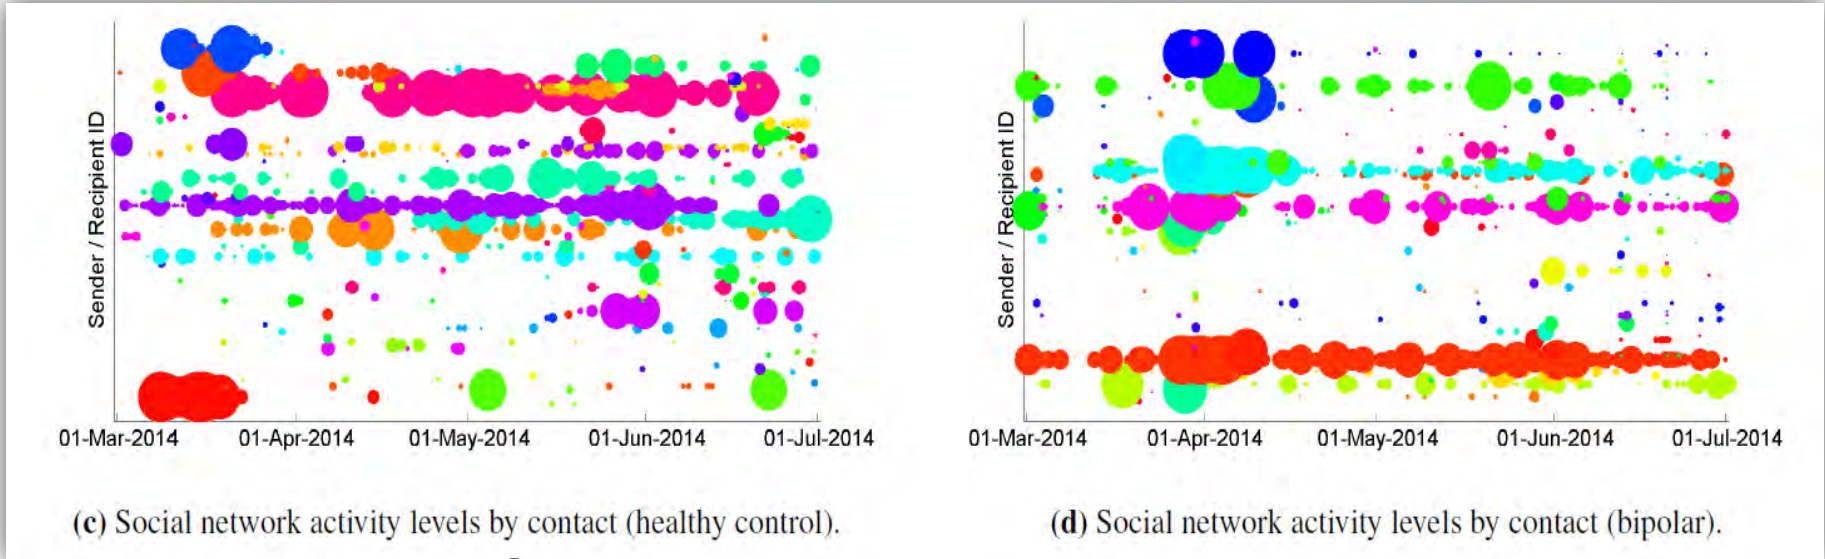 Sender / Recipient ID
01-Mar-2014 01-Apr-2014 01-May-2014 01-Jun-2014 01-Jul-2014
(c) Social network activity levels by contact (healthy control).
Sender / Recipient ID
01-Mar-2014 01-Apr-2014 01-May-2014 01-Jun-2014 01-Jul-2014
(d) Social network activity levels by contact (bipolar).